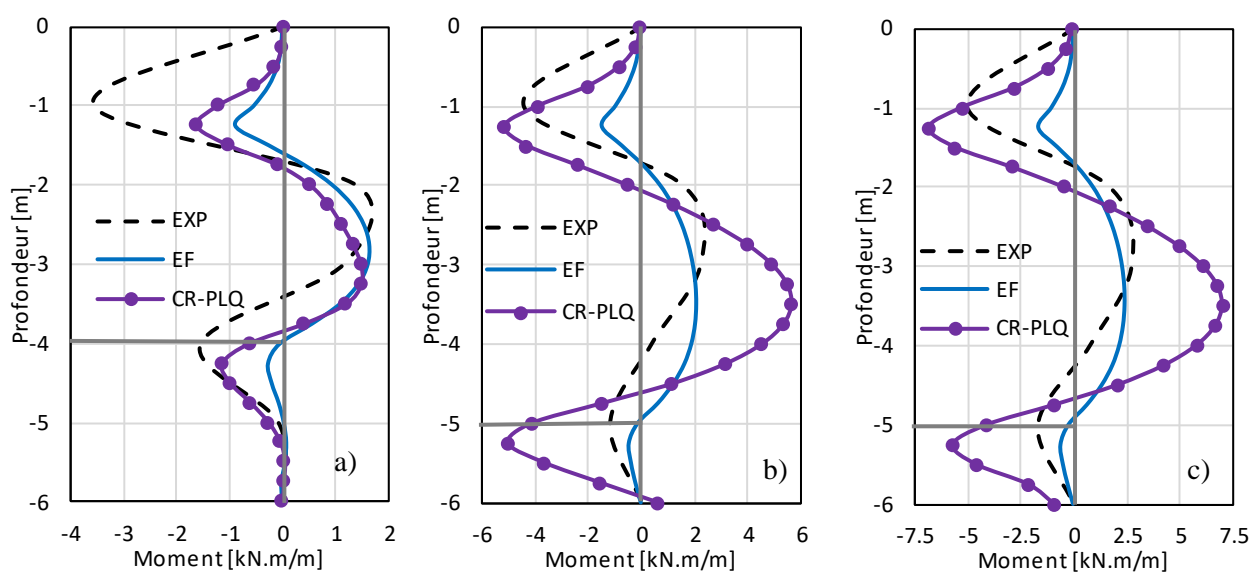 Profondeur [m]
0
-1
-2
-3
-4
-5
-6
EXP
EF
CR-PLQ
a)
-4 -3 -2 -1 0 1 2
Moment [kN.m/m]
Profondeur [m]
0
-1
-2
-3
-4
-5
-6
EXP
EF
CR-PLQ
b)
-6 -4 -2 0 2 4 6
Moment [kN.m/m]
Profondeur [m]
0
-1
-2
-3
-4
-5
-6
EXP
EF
CR-PLQ
c)
-7.5 -5 -2.5 0 2.5 5 7.5
Moment [kN.m/m]